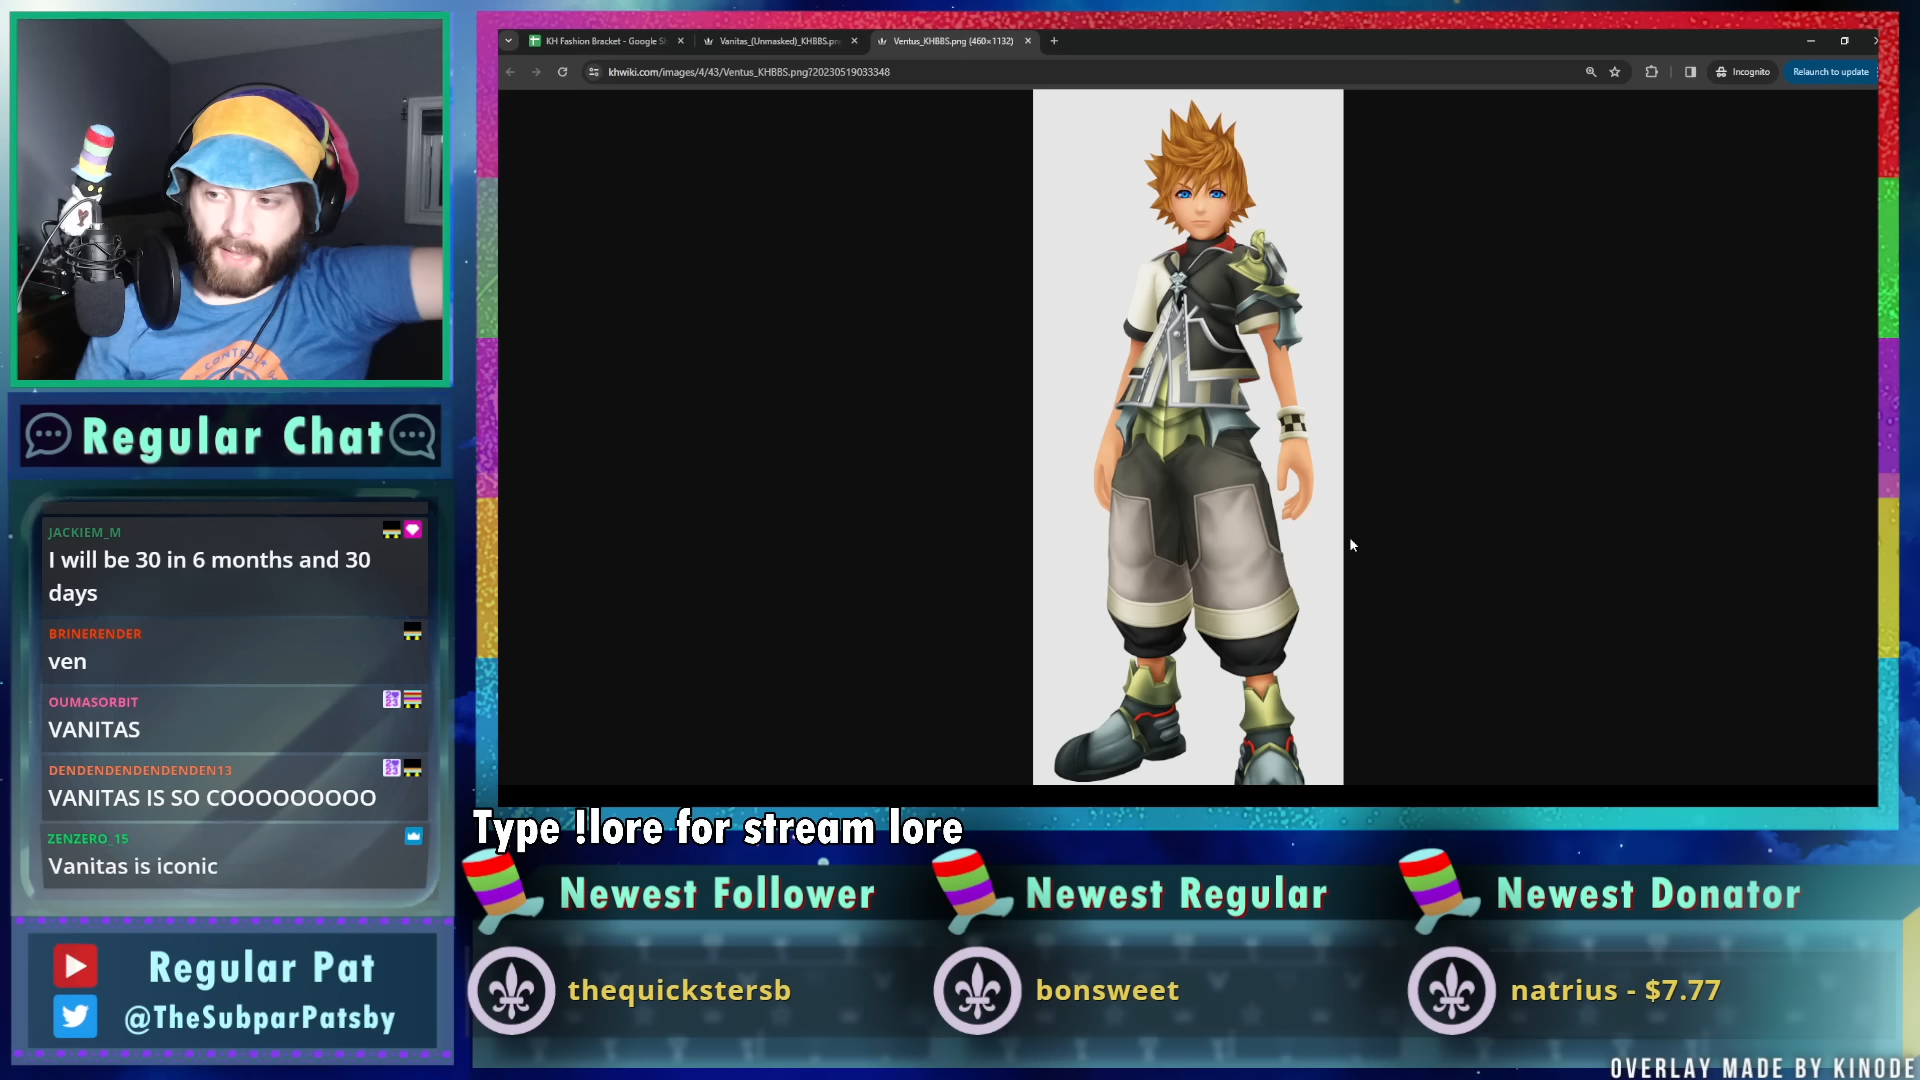 KH Fashion Bracket - Google Sh
Vanitas_(Unmasked)_KHBBS.pn
Ventus_KHBBS.png (460×1132)
khwiki.com/images/4/43/Ventus_KHBBS.png?20230519033348
Incognito
Relaunch to update
CONTROL
Regular Chat
JACKIEM_M
I will be 30 in 6 months and 30
days
BRINERENDER
ven
OUMASORBIT
VANITAS
DENDENDENDENDENDEN13
VANITAS IS SO COOOOOOOOO
ZENZERO_15
Vanitas is iconic
Regular Pat
@TheSubparPatsby
Type !lore for stream lore
Newest Follower
thequickstersb
Newest Regular
bonsweet
Newest Donator
natrius - $7.77
OVERLAY MADE BY KINODE